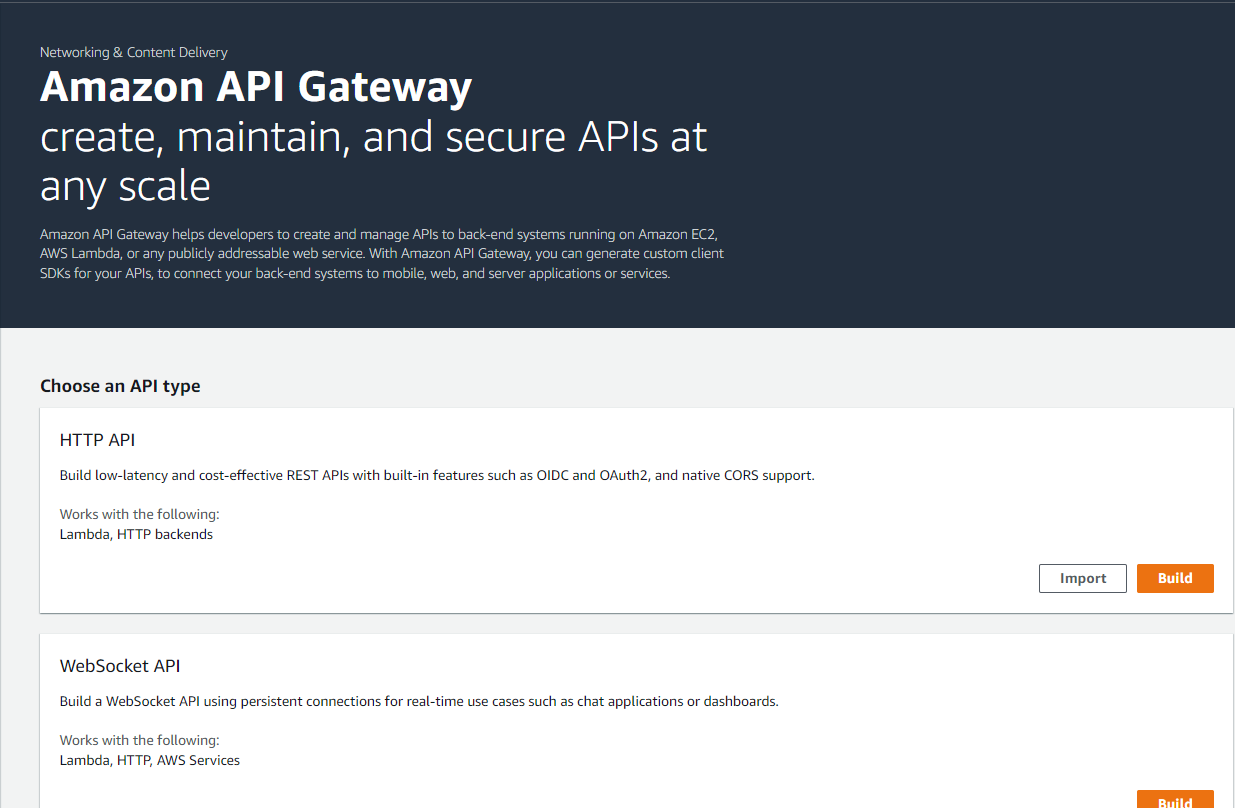 Networking & Content Delivery
Amazon API Gateway
create, maintain, and secure APIs at
any scale
Amazon API Gateway helps developers to create and manage APIs to back-end systems running on Amazon EC2,
AWS Lambda, or any publicly addressable web service. With Amazon API Gateway, you can generate custom client
SDKs for your APIs, to connect your back-end systems to mobile, web, and server applications or services.
Choose an API type
HTTP API
Build low-latency and cost-effective REST APIs with built-in features such as OIDC and OAuth2, and native CORS support.
Works with the following:
Lambda, HTTP backends
Import Build
WebSocket API
Build a WebSocket API using persistent connections for real-time use cases such as chat applications or dashboards.
Works with the following:
Lambda, HTTP, AWS Services
Build